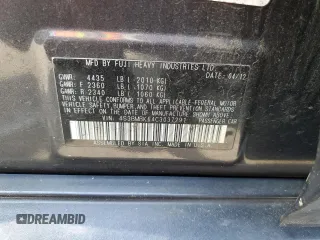 MFD. BY FUJI HEAVY INDUSTRIES LTD.
DATE: 04/12
GVWR: 4435 LB ( 2010 KG)
GAWR: F 2360 LB ( 1070 KG)
GAWR: R 2340 LB ( 1060 KG)
THIS VEHICLE CONFORMS TO ALL APPLICABLE
FEDERAL MOTOR VEHICLE
SAFETY, BUMPER AND THEFT PREVENTION STANDARDS
IN EFFECT ON THE DATE OF MANUFACTURE
SHOWN ABOVE.
VIN:
PASSENGER CAR
ASSEMBLED BY S.I.A., INC. MADE IN U.S.A.
DREAMBID